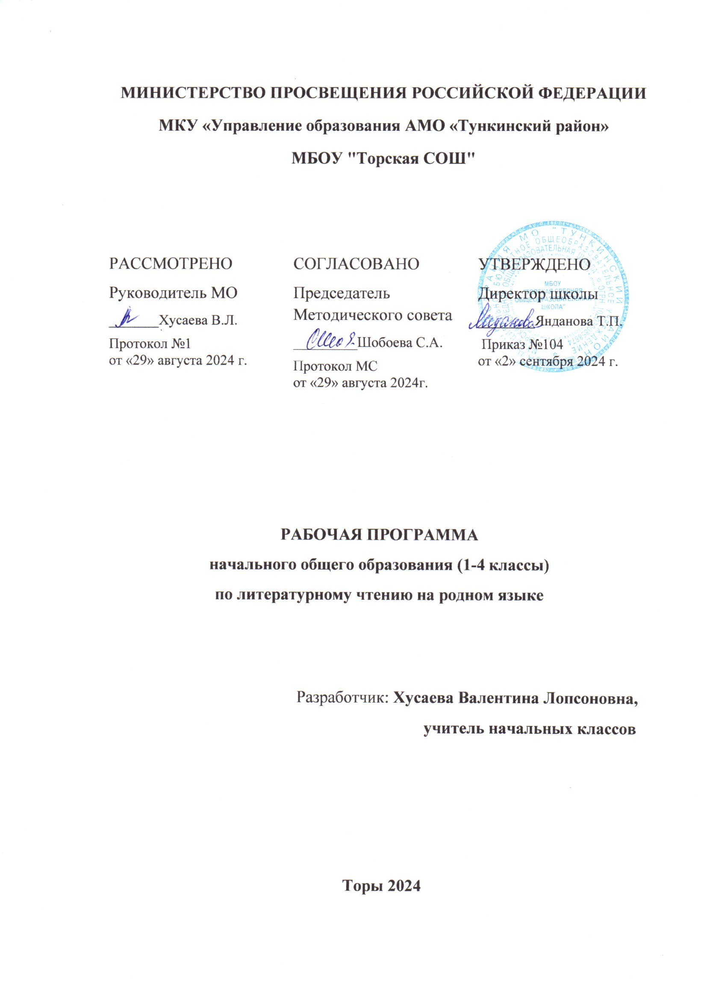 МИНИСТЕРСТВО ПРОСВЕЩЕНИЯ РОССИЙСКОЙ ФЕДЕРАЦИИ
МКУ «Управление образования АМО «Тункинский район»
МБОУ "Торская СОШ"
РАССМОТРЕНО
Руководитель МО
Хусаева В.Л.
Протокол №1
от «29» августа 2024 г.
СОГЛАСОВАНО
Председатель
Методического совета
Шобоева С.А.
Протокол МС
от «29» августа 2024г.
УТВЕРЖДЕНО
Директор школы
Янданова Т.П.
Приказ №104
от «2» сентября 2024 г.
МБОУ
"ТОРСКАЯ СРЕДНЯЯ
ОБЩЕОБРАЗОВАТЕЛЬНАЯ
ШКОЛА"
РАБОЧАЯ ПРОГРАММА
начального общего образования (1-4 классы)
по литературному чтению на родном языке
Разработчик: Хусаева Валентина Лопсоновна,
учитель начальных классов
Торы 2024